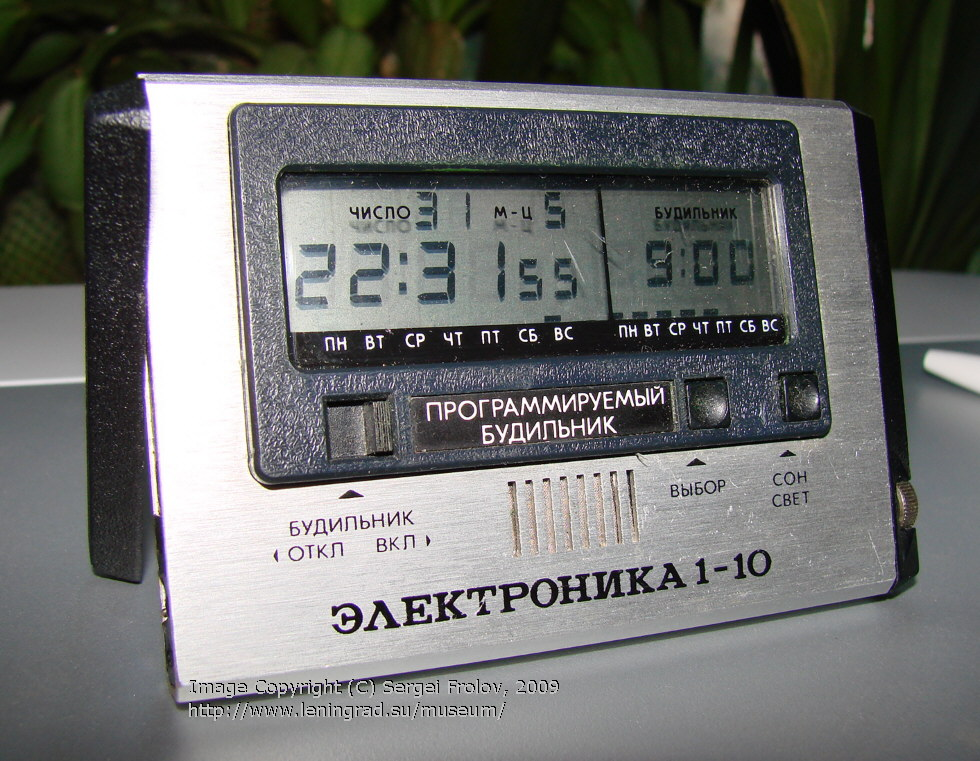 ЧИСЛО 31 М-Ц 5 БУДИЛЬНИК
22:31 55 9:00
ПН ВТ СР ЧТ ПТ СБ ВС ПН ВТ СР ЧТ ПТ СБ ВС
ПРОГРАММИРУЕМЫЙ
БУДИЛЬНИК
БУДИЛЬНИК
ОТКЛ ВКЛ
ВЫБОР
СОН
СВЕТ
ЭЛЕКТРОНИКА 1-10
Image Copyright (C) Sergei Frolov, 2009
http://www.leningrad.su/museum/